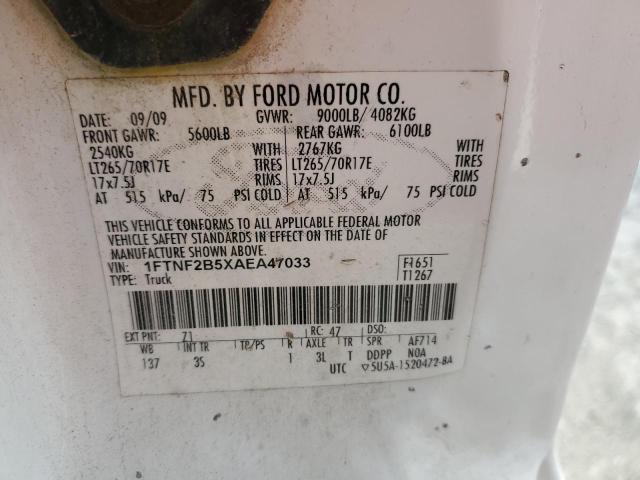 MFD. BY FORD MOTOR CO.
DATE: 09/09 GVWR: 9000LB/ 4082KG
FRONT GAWR: 5600LB REAR GAWR: 6100LB
2540KG WITH 2767KG WITH
LT265/70R17E TIRES LT265/70R17E TIRES
17x7.5J RIMS 17x7.5J RIMS
AT 515 kPa/ 75 PSI COLD AT 515 kPa/ 75 PSI COLD
THIS VEHICLE CONFORMS TO ALL APPLICABLE FEDERAL MOTOR
VEHICLE SAFETY STANDARDS IN EFFECT ON THE DATE OF
MANUFACTURE SHOWN ABOVE.
VIN: 1FTNF2B5XAEA47033 F1651
TYPE: Truck T1267
EXT PNT: Z1 RC: 47 DSO:
WB INT TR TP/PS R AXLE TR SPR AF714
137 3S 1 3L T DDPP N0A
UTC ▽5U5A-1520472-BA